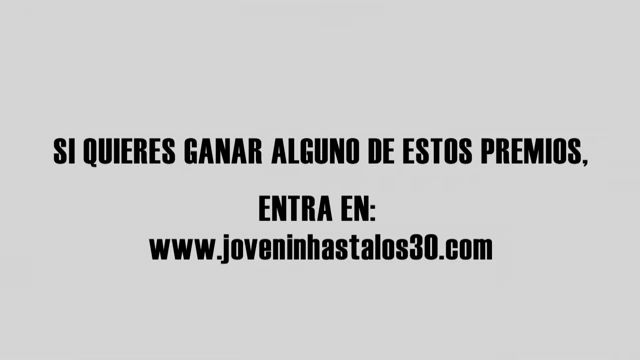 SI QUIERES GANAR ALGUNO DE ESTOS PREMIOS,
ENTRA EN:
www.joveninhastalos30.com